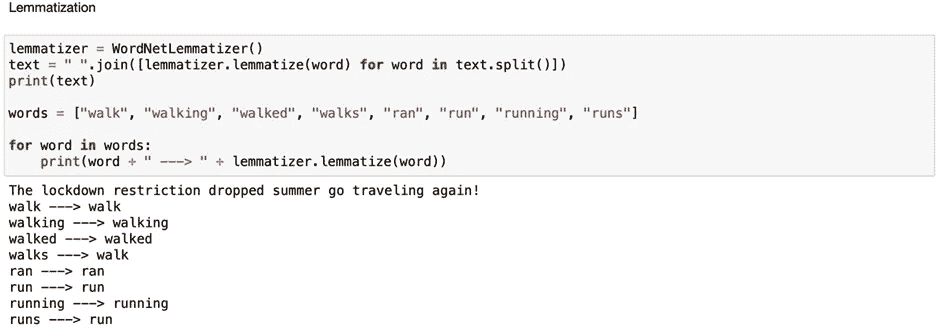 Lemmatization
lemmatizer = WordNetLemmatizer()
text = " ".join([lemmatizer.lemmatize(word) for word in text.split()])
print(text)
words = ["walk", "walking", "walked", "walks", "ran", "run", "running", "runs"]
for word in words:
    print(word + " ---> " + lemmatizer.lemmatize(word))
The lockdown restriction dropped summer go traveling again!
walk ---> walk
walking ---> walking
walked ---> walked
walks ---> walk
ran ---> ran
run ---> run
running ---> running
runs ---> run